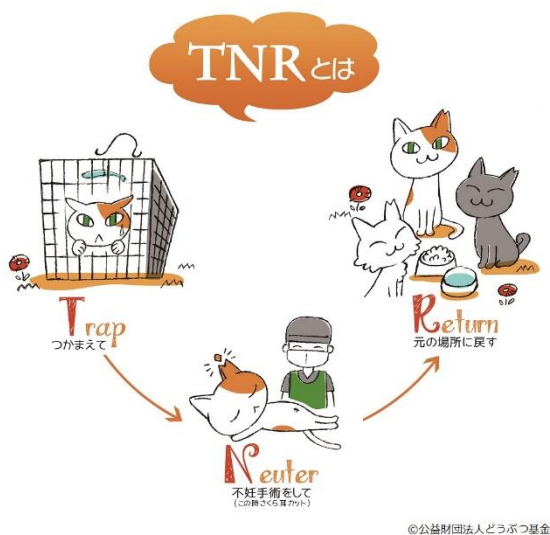 TNRとは
Trap
つかまえて
Neuter
不妊手術をして
(この時さくら耳カット)
Return
元の場所に戻す
©公益財団法人どうぶつ基金